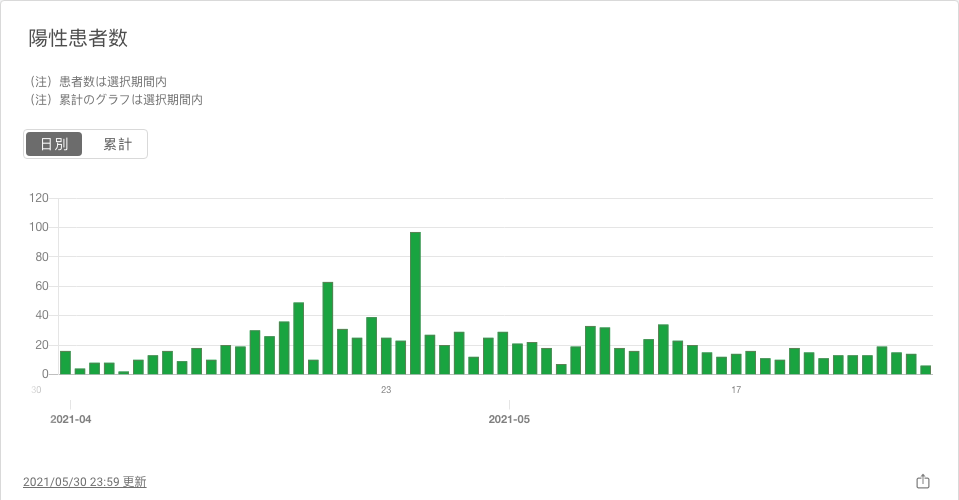 陽性患者数
（注）患者数は選択期間内
（注）累計のグラフは選択期間内
日別 累計
120
100
80
60
40
20
0
30 23 17
2021-04 2021-05
2021/05/30 23:59 更新